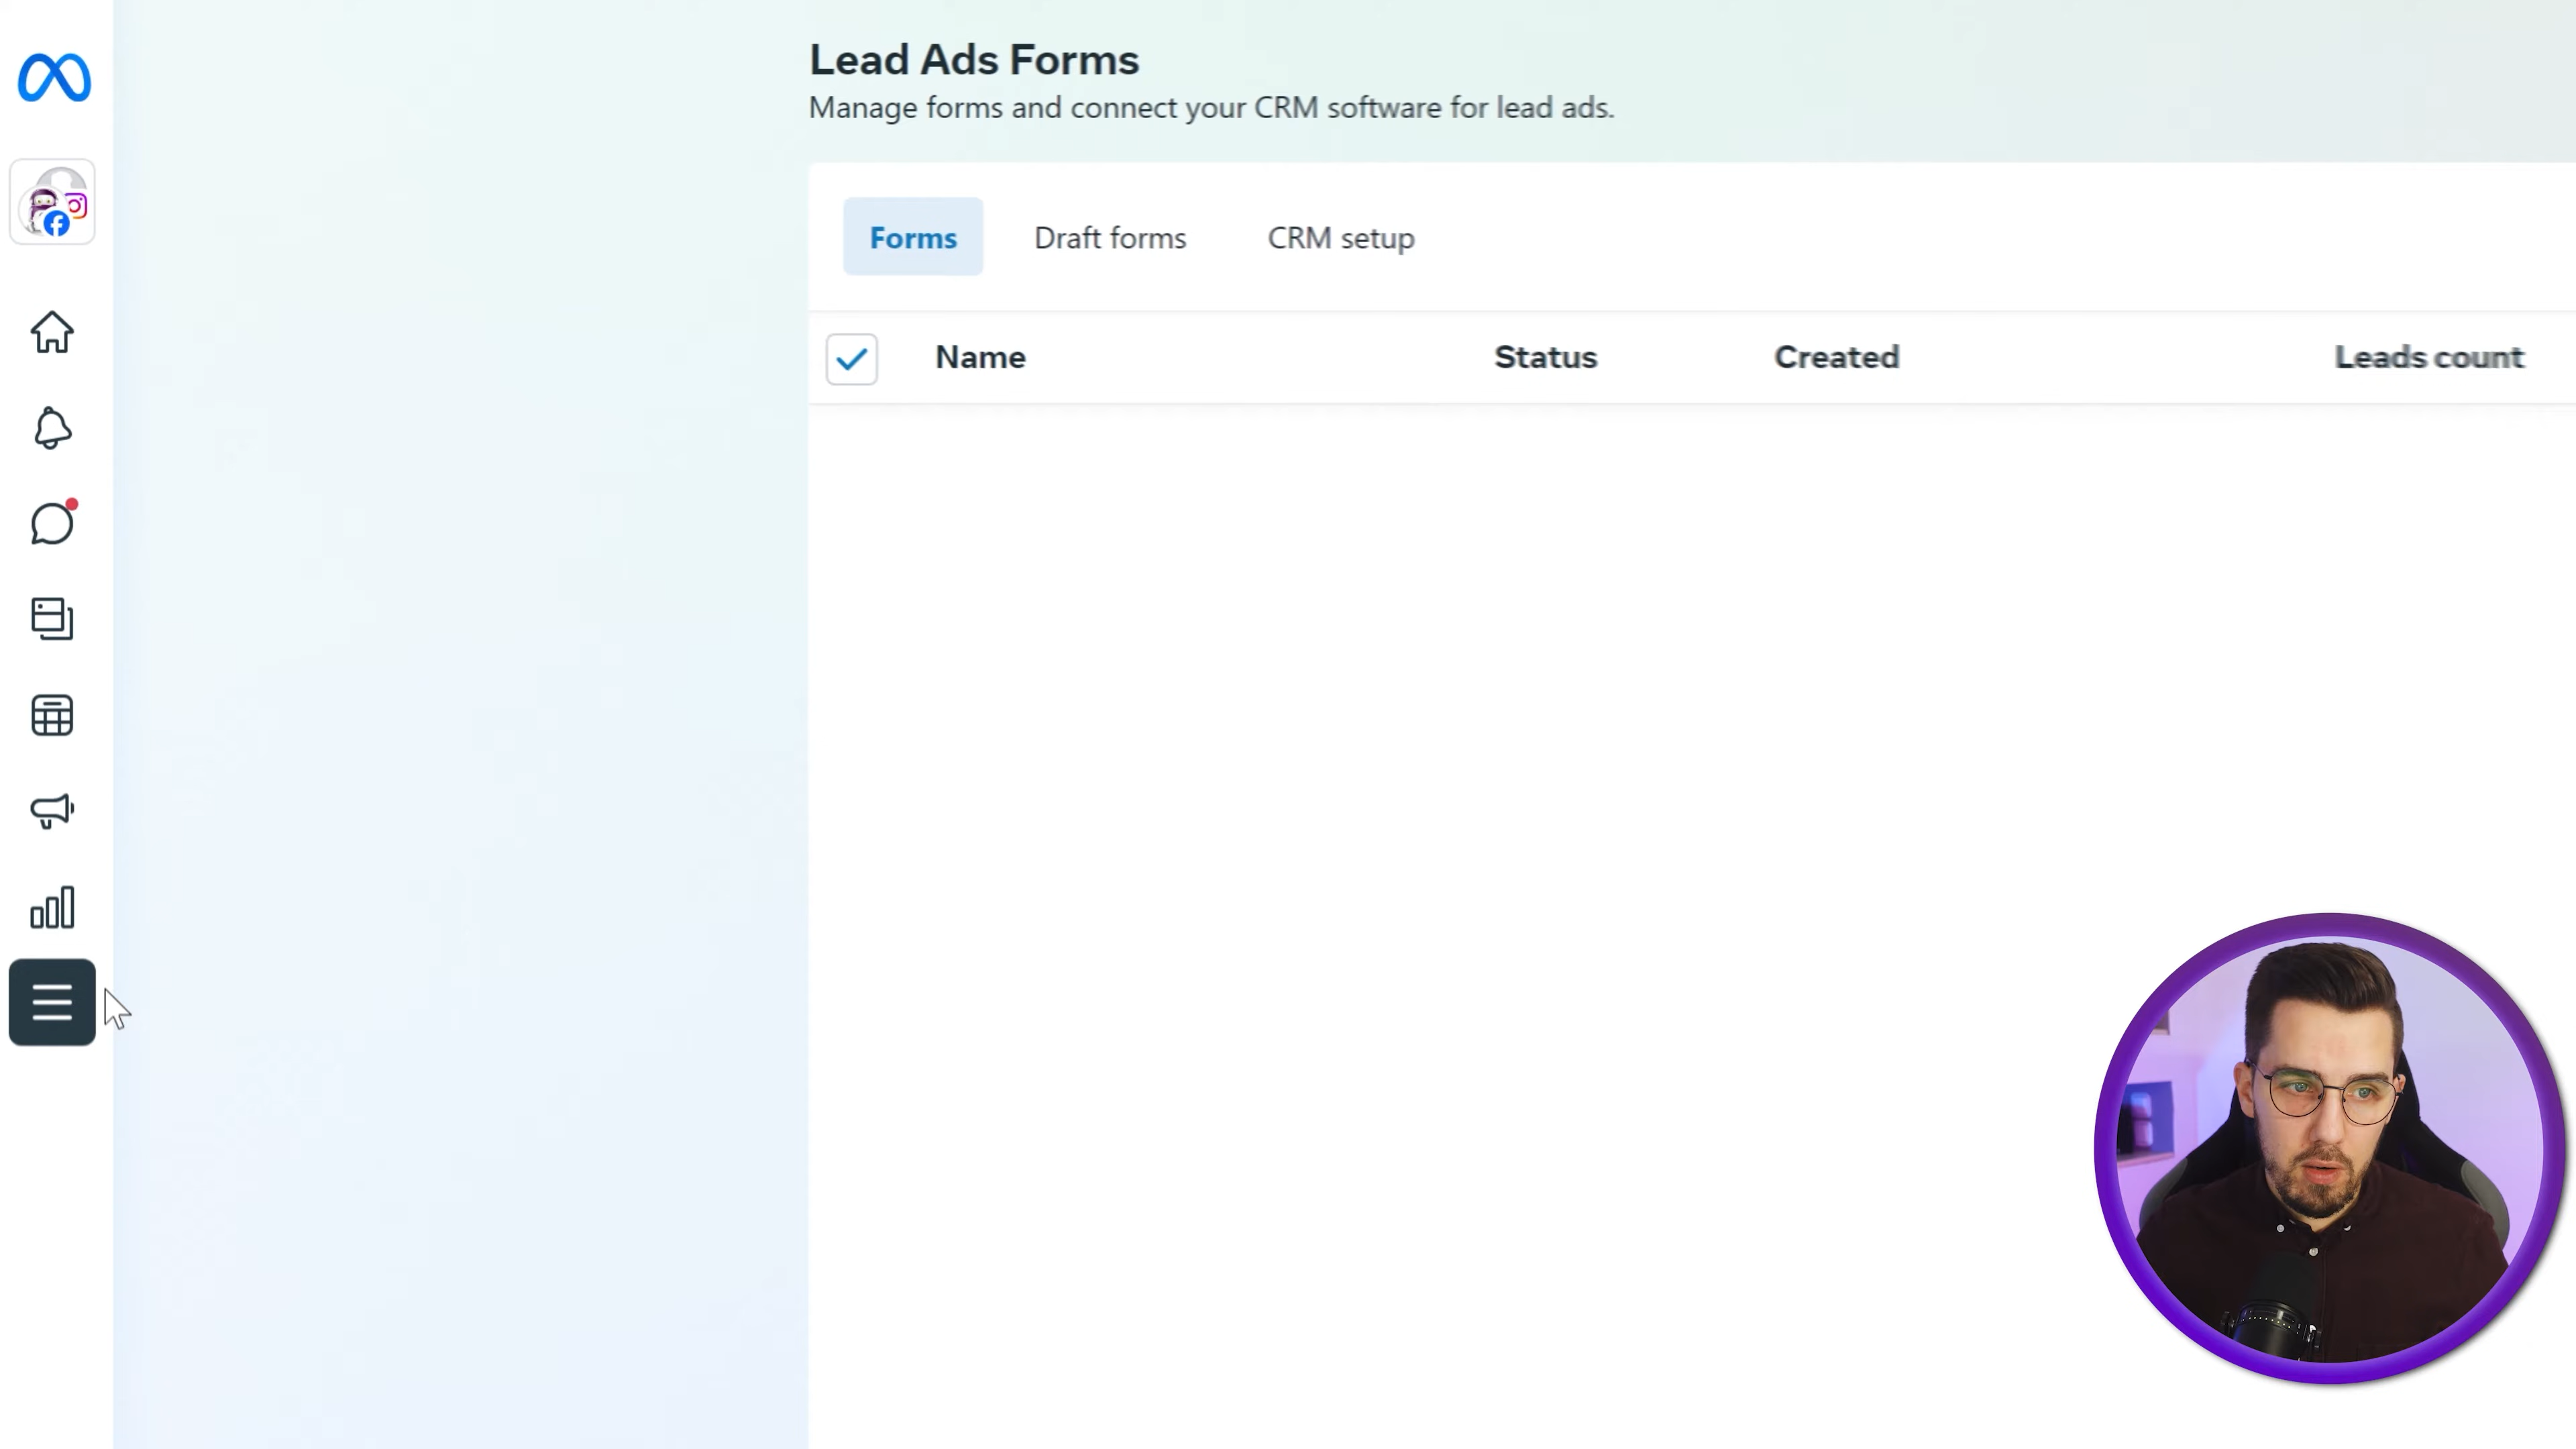 Lead Ads Forms
Manage forms and connect your CRM software for lead ads.
Forms Draft forms CRM setup
Name Status Created Leads count